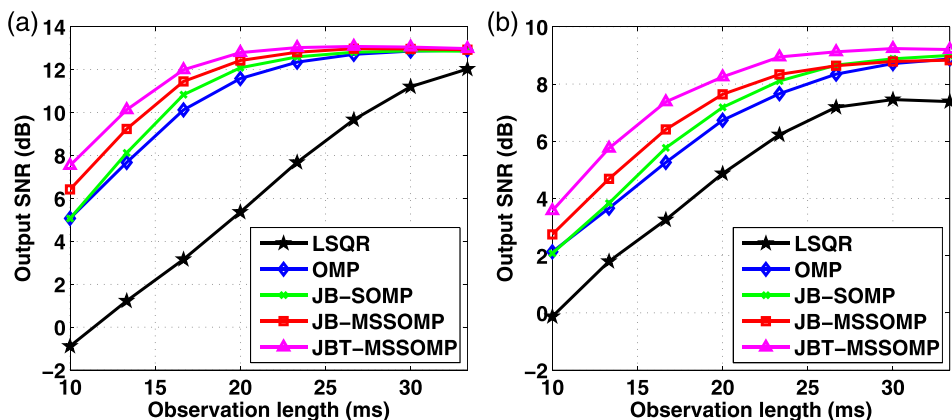 (a)
Output SNR (dB)
14
12
10
8
6
4
2
0
−2
10
15
20
25
30
Observation length (ms)
LSQR
OMP
JB−SOMP
JB−MSSOMP
JBT−MSSOMP
(b)
Output SNR (dB)
10
8
6
4
2
0
−2
10
15
20
25
30
Observation length (ms)
LSQR
OMP
JB−SOMP
JB−MSSOMP
JBT−MSSOMP